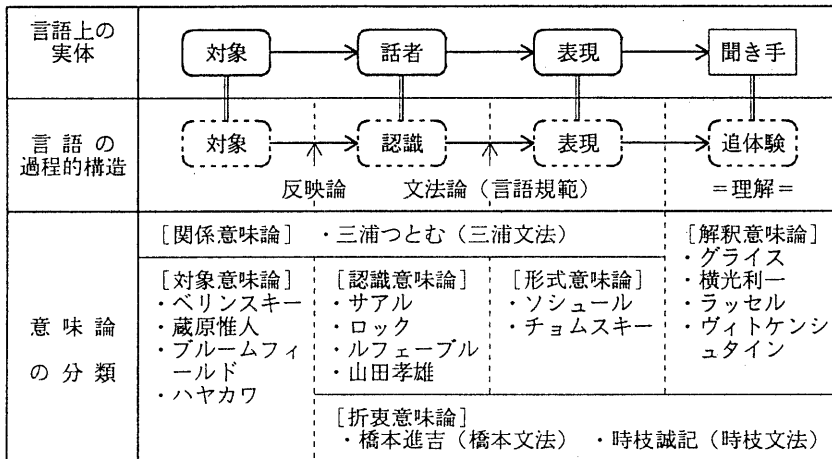 言語上の
実体
対象
話者
表現
聞き手
言語の
過程的構造
対象
認識
表現
追体験
反映論
文法論（言語規範）
＝理解＝
意味論
の分類
［関係意味論］ ・三浦つとむ（三浦文法）
［対象意味論］
・ベリンスキー
・蔵原惟人
・ブルームフィ
ールド
・ハヤカワ
［認識意味論］
・サアル
・ロック
・ルフェーブル
・山田孝雄
［形式意味論］
・ソシュール
・チョムスキー
［解釈意味論］
・グライス
・横光利一
・ラッセル
・ヴィトケンシ
ュタイン
［折衷意味論］
・橋本進吉（橋本文法） ・時枝誠記（時枝文法）